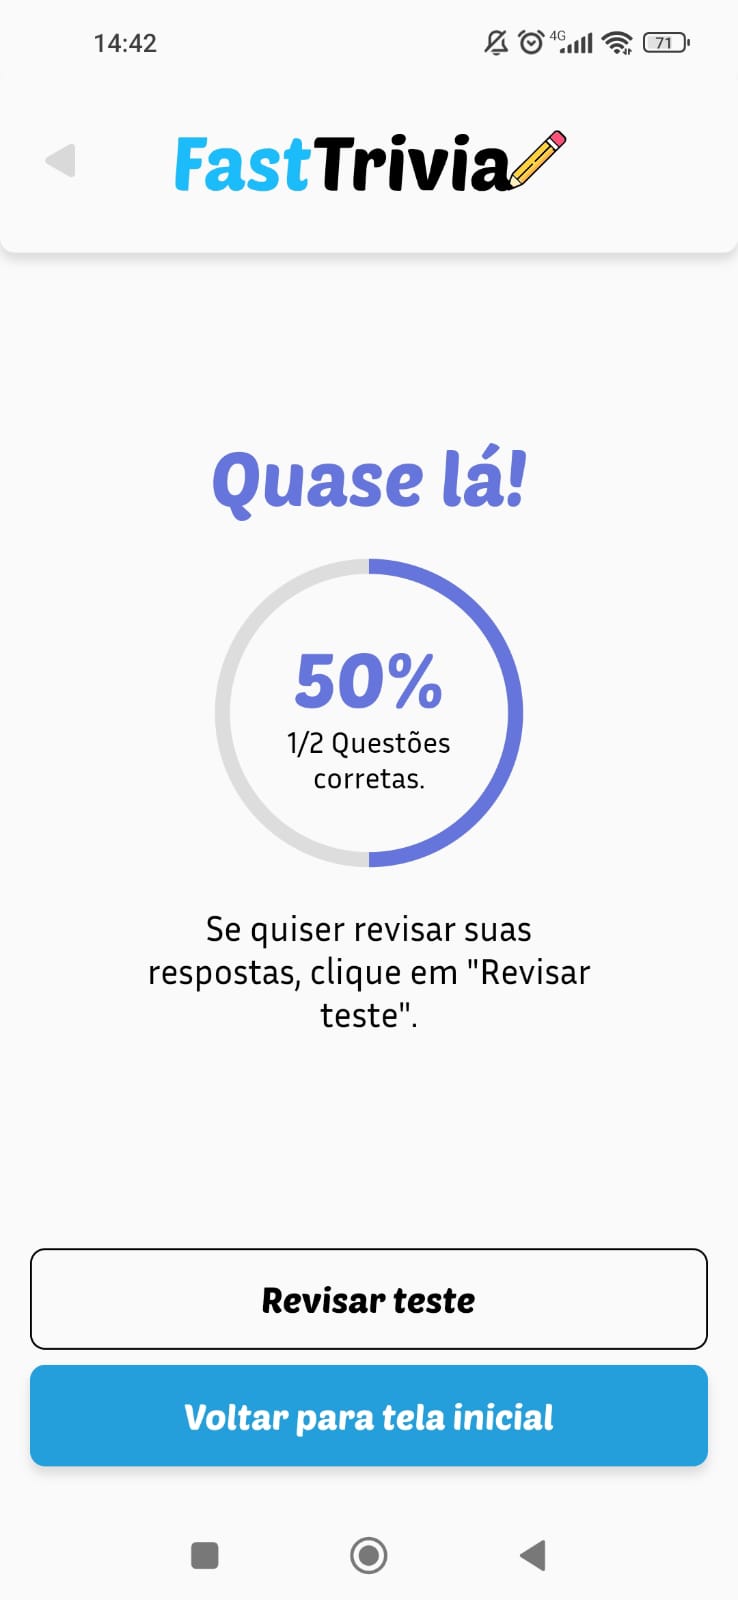 14:42
4G
71
FastTrivia
Quase lá!
50%
1/2 Questões
corretas.
Se quiser revisar suas
respostas, clique em "Revisar
teste".
Revisar teste
Voltar para tela inicial